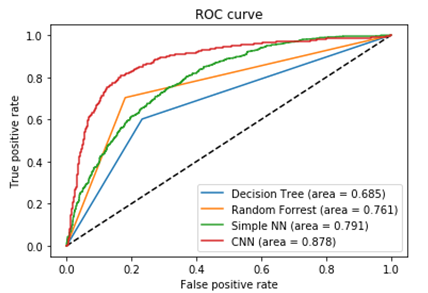 ROC curve
1.0
0.8
0.6
0.4
0.2
0.0
True positive rate
Decision Tree (area = 0.685)
Random Forrest (area = 0.761)
Simple NN (area = 0.791)
CNN (area = 0.878)
0.0 0.2 0.4 0.6 0.8 1.0
False positive rate